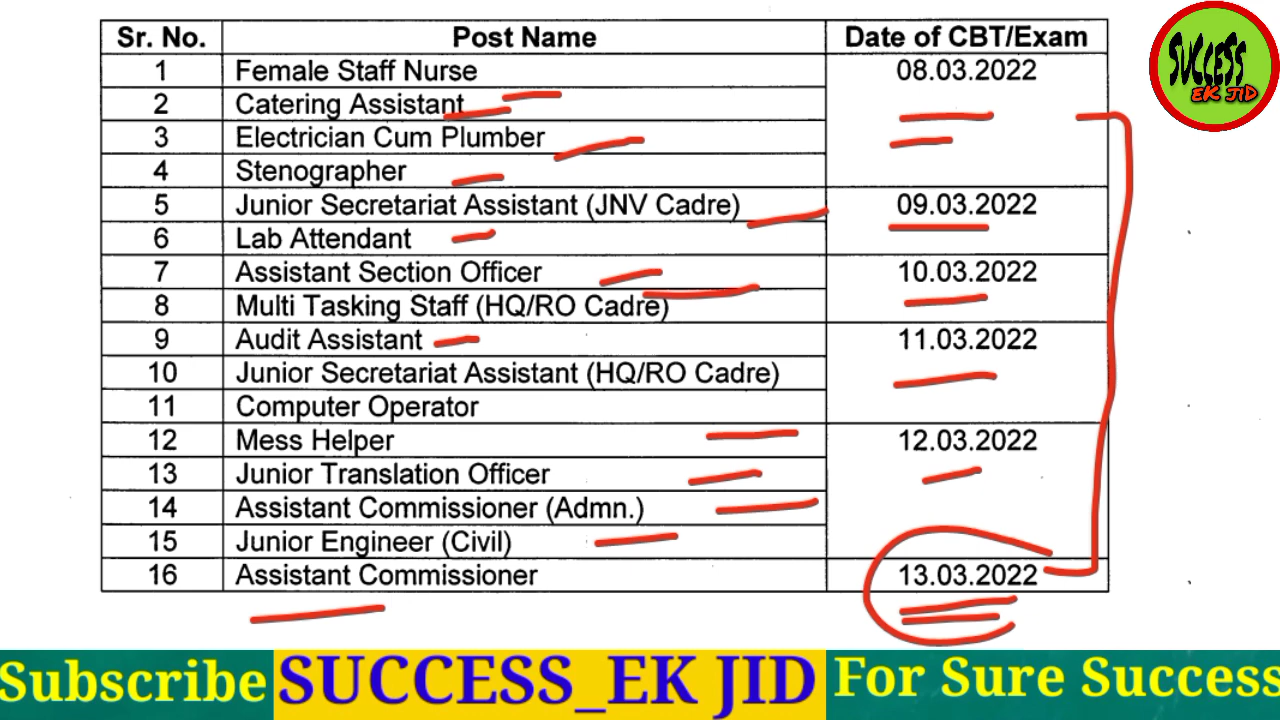 Sr. No. Post Name Date of CBT/Exam
1 Female Staff Nurse 08.03.2022
2 Catering Assistant
3 Electrician Cum Plumber
4 Stenographer
5 Junior Secretariat Assistant (JNV Cadre) 09.03.2022
6 Lab Attendant
7 Assistant Section Officer 10.03.2022
8 Multi Tasking Staff (HQ/RO Cadre)
9 Audit Assistant 11.03.2022
10 Junior Secretariat Assistant (HQ/RO Cadre)
11 Computer Operator
12 Mess Helper 12.03.2022
13 Junior Translation Officer
14 Assistant Commissioner (Admn.)
15 Junior Engineer (Civil)
16 Assistant Commissioner 13.03.2022
SUCCESS
EK JID
Subscribe SUCCESS_EK JID For Sure Success